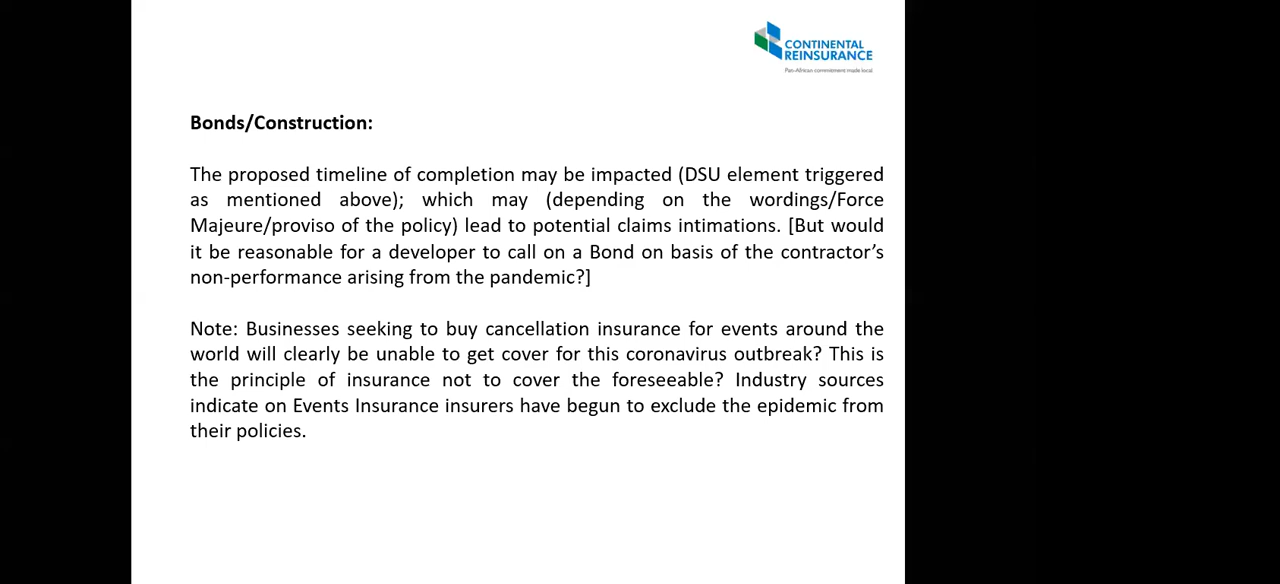 CONTINENTAL
REINSURANCE
Pan-African commitment made local
Bonds/Construction:
The proposed timeline of completion may be impacted (DSU element triggered
as mentioned above); which may (depending on the wordings/Force
Majeure/proviso of the policy) lead to potential claims intimations. [But would
it be reasonable for a developer to call on a Bond on basis of the contractor’s
non-performance arising from the pandemic?]
Note: Businesses seeking to buy cancellation insurance for events around the
world will clearly be unable to get cover for this coronavirus outbreak? This is
the principle of insurance not to cover the foreseeable? Industry sources
indicate on Events Insurance insurers have begun to exclude the epidemic from
their policies.